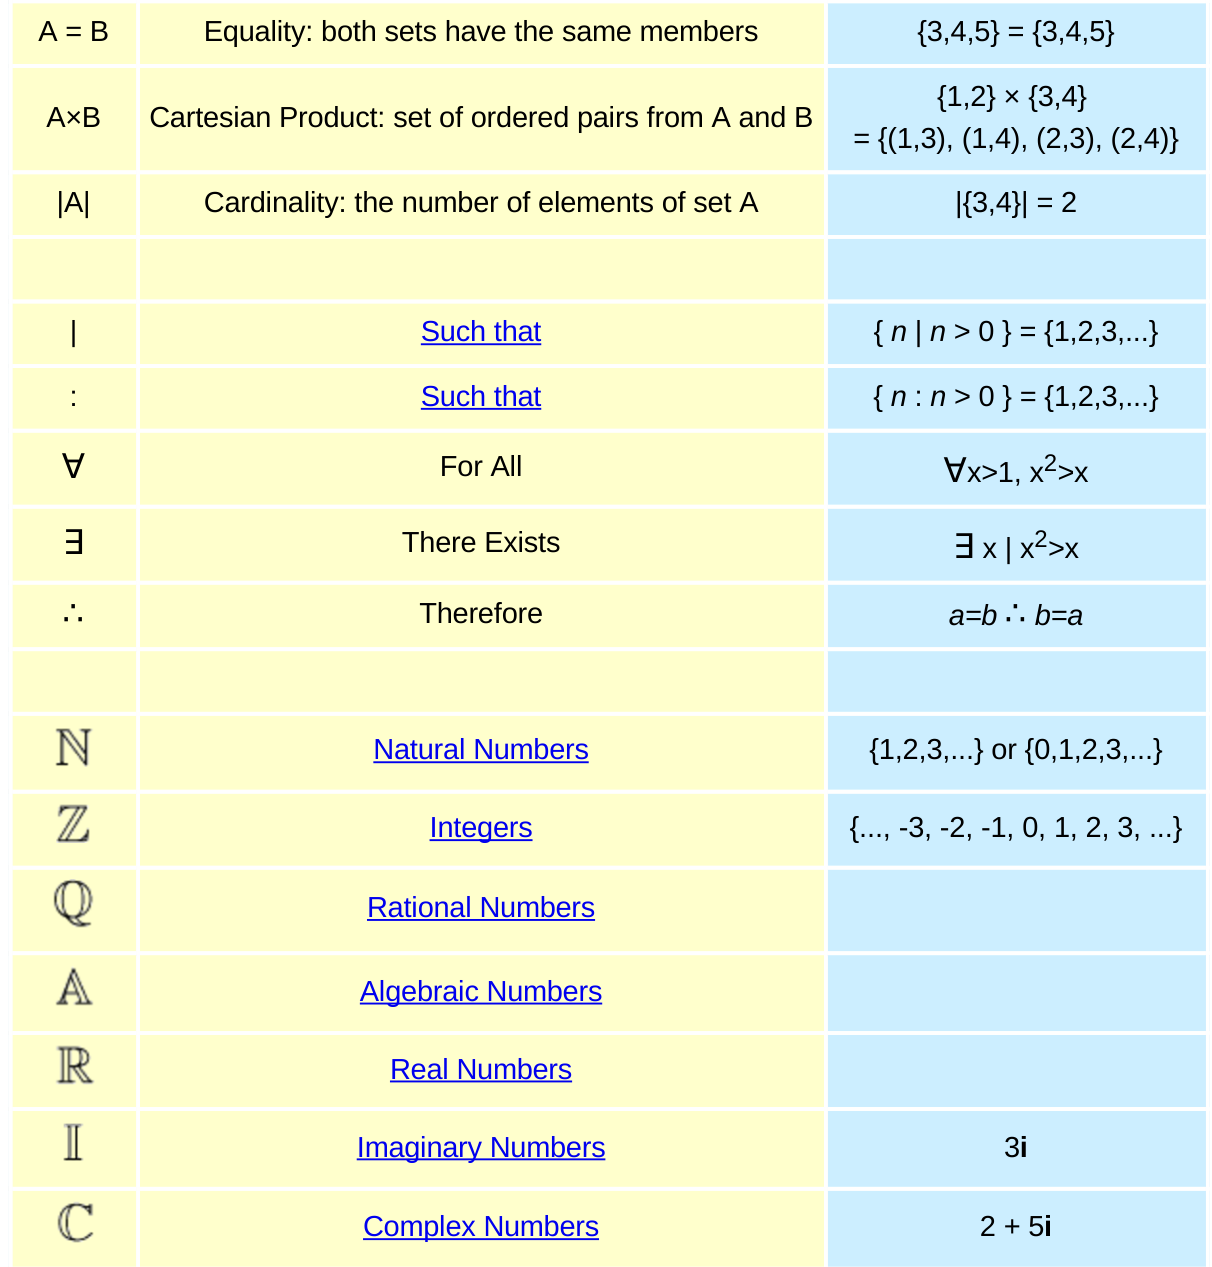 A = B Equality: both sets have the same members {3,4,5} = {3,4,5}
A×B Cartesian Product: set of ordered pairs from A and B {1,2} × {3,4}
= {(1,3), (1,4), (2,3), (2,4)}
|A| Cardinality: the number of elements of set A |{3,4}| = 2
| Such that { n | n > 0 } = {1,2,3,...}
: Such that { n : n > 0 } = {1,2,3,...}
∀ For All ∀x>1, x²>x
∃ There Exists ∃ x | x²>x
∴ Therefore a=b ∴ b=a
ℕ Natural Numbers {1,2,3,...} or {0,1,2,3,...}
ℤ Integers {..., -3, -2, -1, 0, 1, 2, 3, ...}
ℚ Rational Numbers
𝔸 Algebraic Numbers
ℝ Real Numbers
𝕀 Imaginary Numbers 3i
ℂ Complex Numbers 2 + 5i